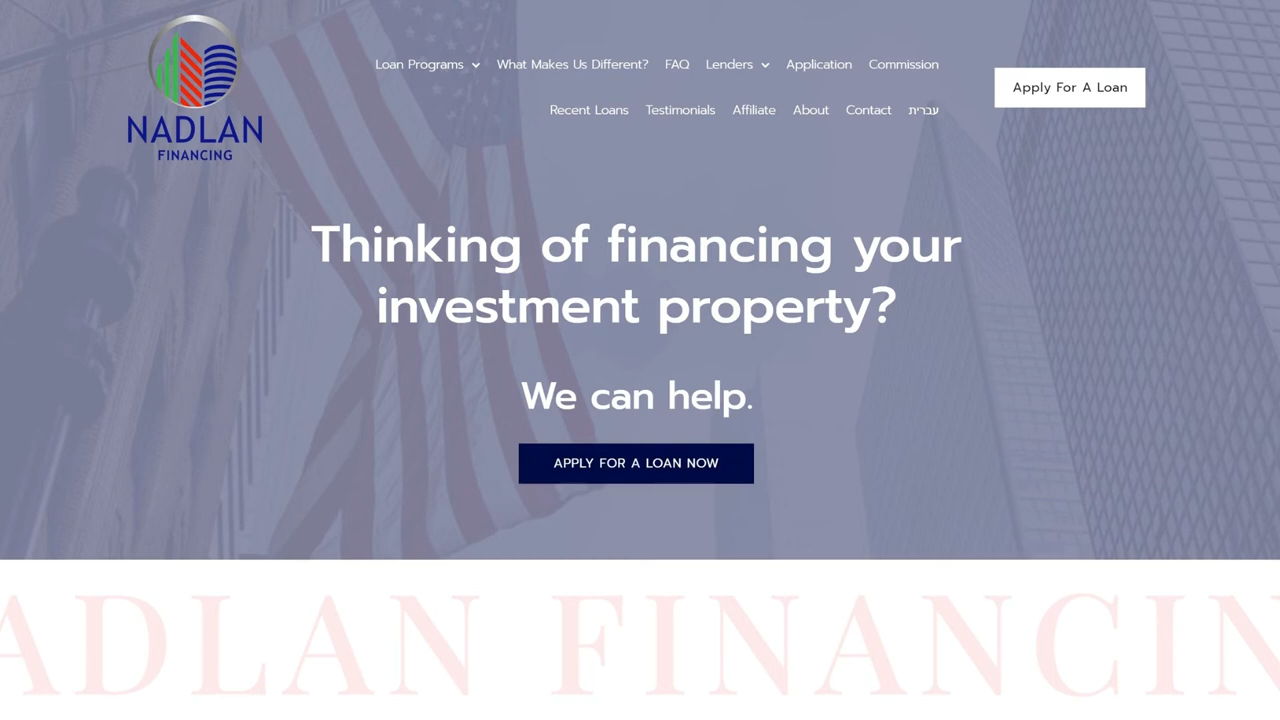 NADLAN
FINANCING
Loan Programs What Makes Us Different? FAQ Lenders Application Commission
Recent Loans Testimonials Affiliate About Contact עברית
Apply For A Loan
Thinking of financing your
investment property?
We can help.
APPLY FOR A LOAN NOW
ADLAN FINANCIN